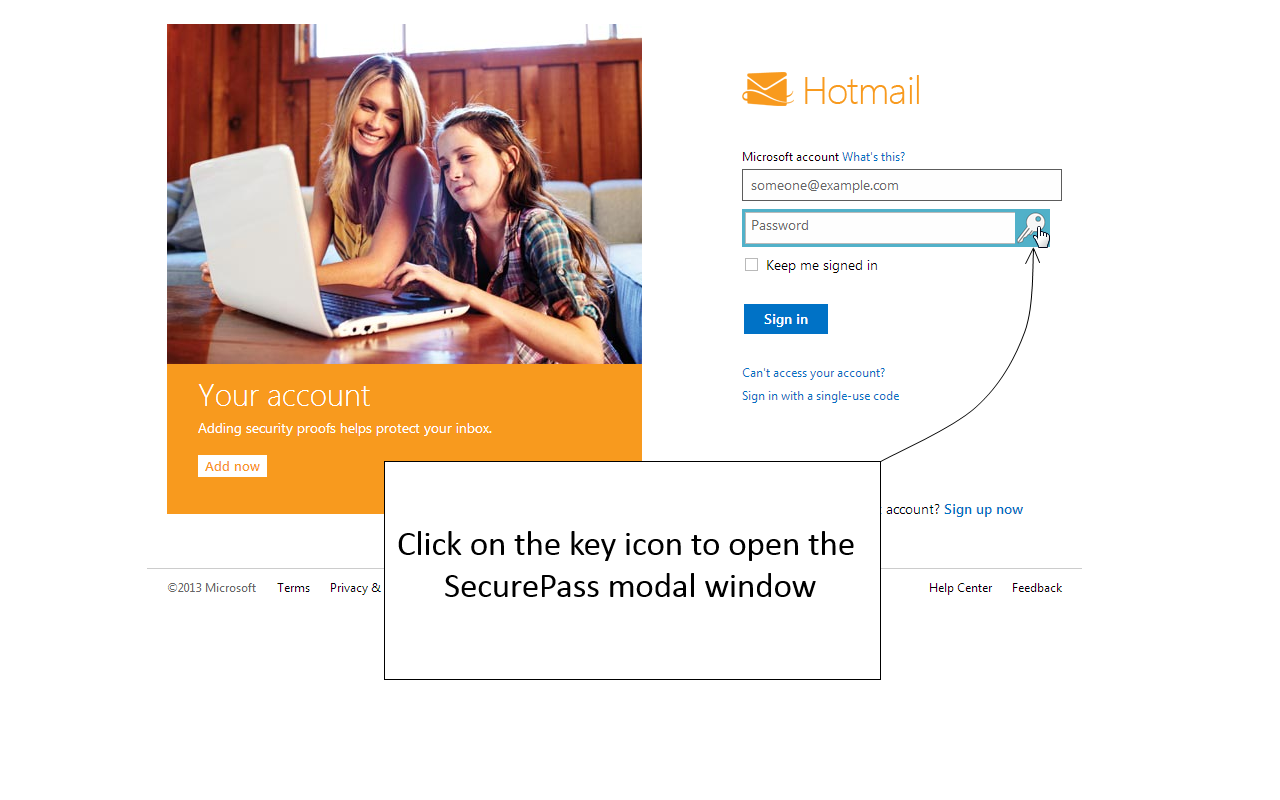 Hotmail
Microsoft account What's this?
someone@example.com
Password
Keep me signed in
Sign in
Can't access your account?
Sign in with a single-use code
Your account
Adding security proofs helps protect your inbox.
Add now
account? Sign up now
Click on the key icon to open the
SecurePass modal window
©2013 Microsoft Terms Privacy & Help Center Feedback